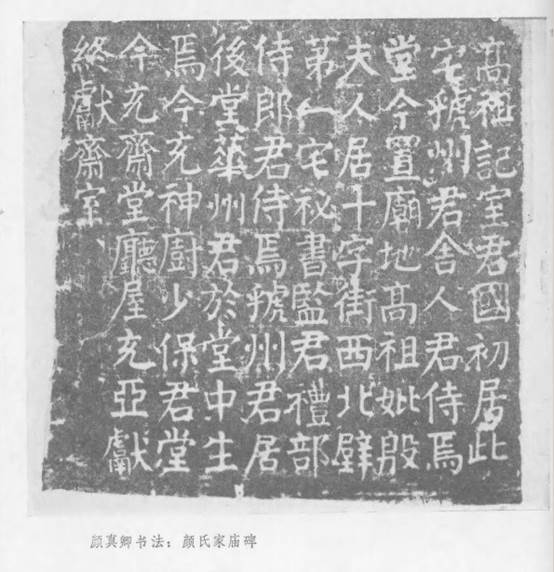 高祖記室君國初居此
宅虢州君舍人君侍焉
堂今置廟地高祖妣殷
夫人居十字街西北壁
第一宅祕書監君禮部
侍郎君侍焉虢州君居
後堂華州君於堂中生
焉今充神廚少保君堂
今充齋堂廳屋充亞獻
終獻齋室
颜真卿书法：颜氏家庙碑